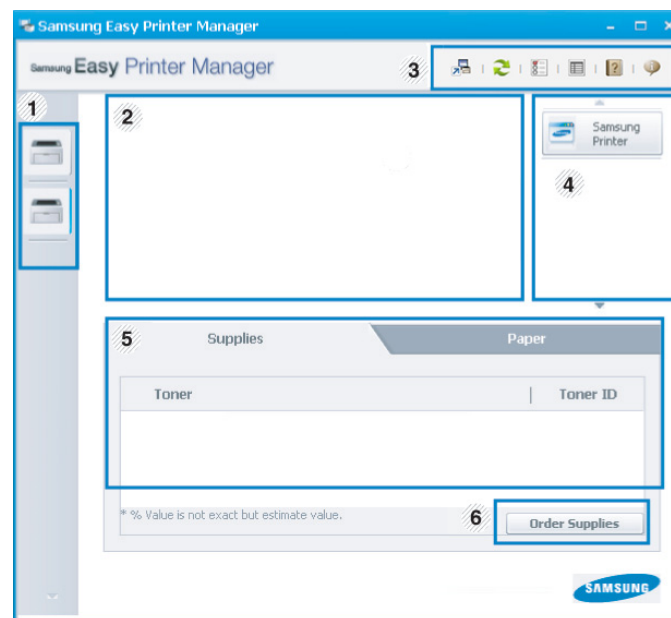 Samsung Easy Printer Manager
Samsung Easy Printer Manager
3
1
2
Samsung
Printer
4
5
Supplies
Paper
Toner
Toner ID
* % Value is not exact but estimate value.
6
Order Supplies
SAMSUNG